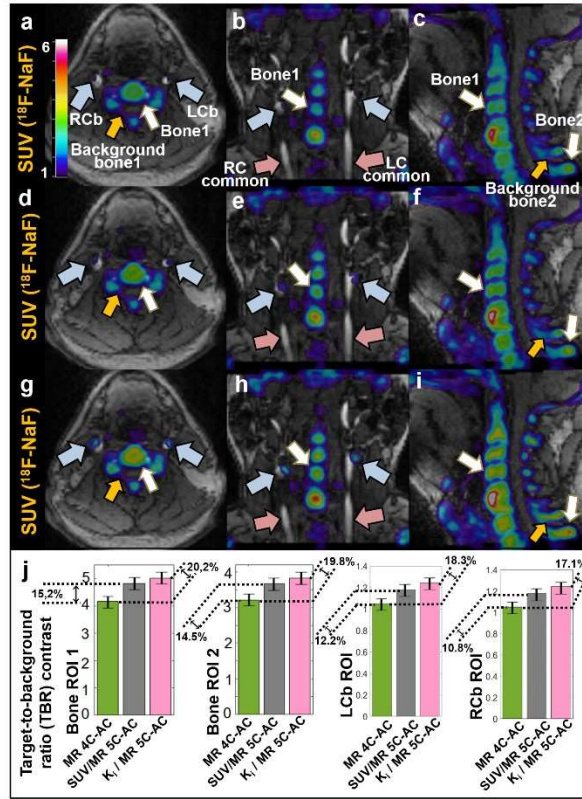 a
b
c
SUV (¹⁸F-NaF)
6
1
RCb
LCb
Bone1
Background
bone1
Bone1
RC
common
LC
common
Bone1
Bone2
Background
bone2
d
e
f
SUV (¹⁸F-NaF)
g
h
i
SUV (¹⁸F-NaF)
j
Target-to-background
ratio (TBR) contrast
15,2%
20,2%
5
4
3
2
1
0
Bone ROI 1
MR 4C-AC
SUV/MR 5C-AC
Kᵢ / MR 5C-AC
14.5%
19.8%
4
3
2
1
0
Bone ROI 2
MR 4C-AC
SUV/MR 5C-AC
Kᵢ / MR 5C-AC
12.2%
18.3%
1.4
1.2
1
0.8
0.6
0.4
0.2
0
LCb ROI
MR 4C-AC
SUV/MR 5C-AC
Kᵢ / MR 5C-AC
10.8%
17.1%
1.4
1.2
1
0.8
0.6
0.4
0.2
0
RCb ROI
MR 4C-AC
SUV/MR 5C-AC
Kᵢ / MR 5C-AC